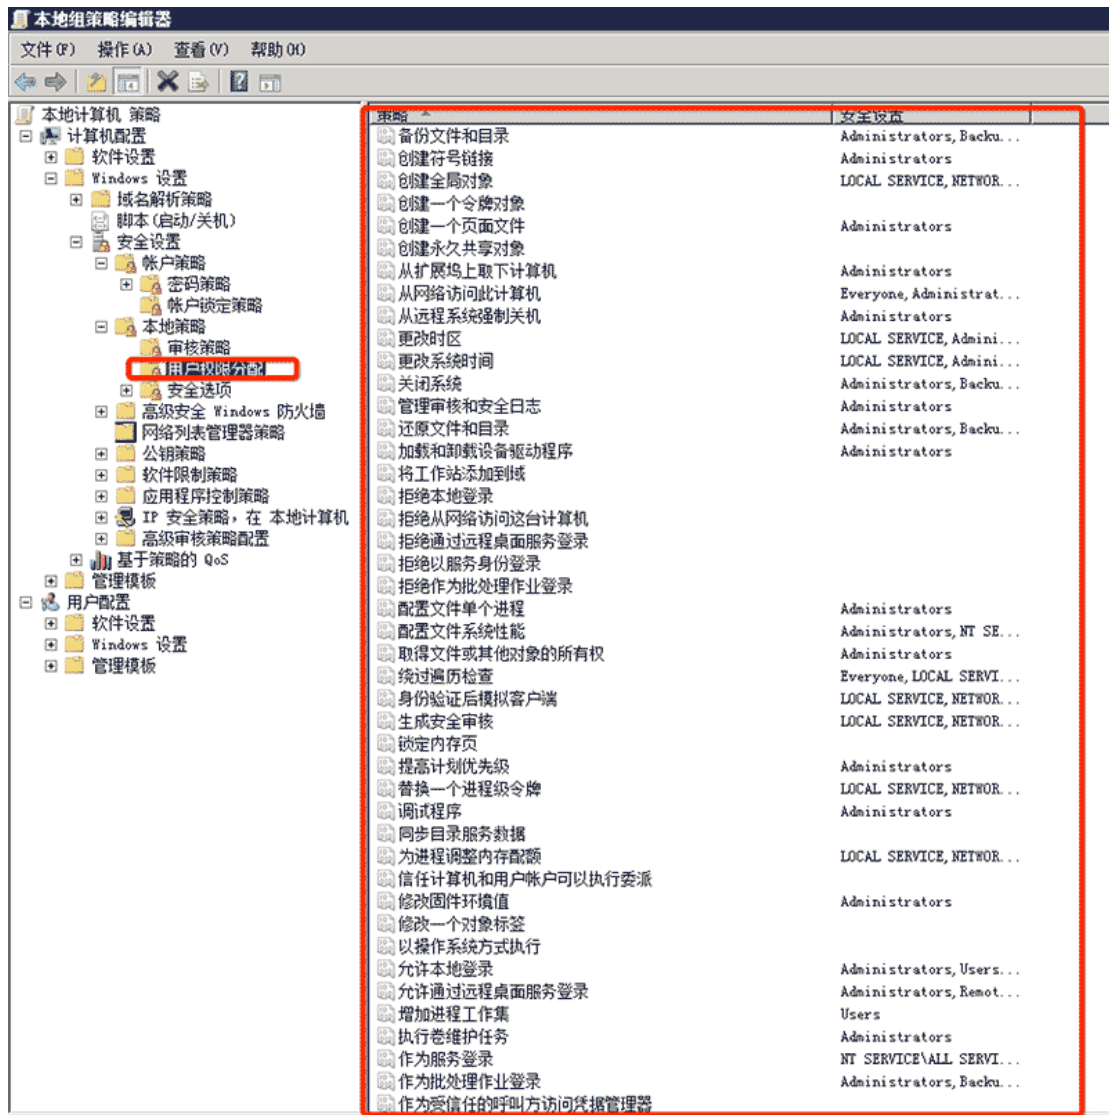 本地组策略编辑器
文件(F) 操作(A) 查看(V) 帮助(H)
本地计算机 策略
计算机配置
软件设置
Windows 设置
域名解析策略
脚本(启动/关机)
安全设置
帐户策略
密码策略
帐户锁定策略
本地策略
审核策略
用户权限分配
安全选项
高级安全 Windows 防火墙
网络列表管理器策略
公钥策略
软件限制策略
应用程序控制策略
IP 安全策略，在 本地计算机
高级审核策略配置
基于策略的 QoS
管理模板
用户配置
软件设置
Windows 设置
管理模板
策略 安全设置
备份文件和目录 Administrators,Backu...
创建符号链接 Administrators
创建全局对象 LOCAL SERVICE,NETWOR...
创建一个令牌对象
创建一个页面文件 Administrators
创建永久共享对象
从扩展坞上取下计算机 Administrators
从网络访问此计算机 Everyone,Administrat...
从远程系统强制关机 Administrators
更改时区 LOCAL SERVICE,Admini...
更改系统时间 LOCAL SERVICE,Admini...
关闭系统 Administrators,Backu...
管理审核和安全日志 Administrators
还原文件和目录 Administrators,Backu...
加载和卸载设备驱动程序 Administrators
将工作站添加到域
拒绝本地登录
拒绝从网络访问这台计算机
拒绝通过远程桌面服务登录
拒绝以服务身份登录
拒绝作为批处理作业登录
配置文件单个进程 Administrators
配置文件系统性能 Administrators,NT SE...
取得文件或其他对象的所有权 Administrators
绕过遍历检查 Everyone,LOCAL SERVI...
身份验证后模拟客户端 LOCAL SERVICE,NETWOR...
生成安全审核 LOCAL SERVICE,NETWOR...
锁定内存页
提高计划优先级 Administrators
替换一个进程级令牌 LOCAL SERVICE,NETWOR...
调试程序 Administrators
同步目录服务数据
为进程调整内存配额 LOCAL SERVICE,NETWOR...
信任计算机和用户帐户可以执行委派
修改固件环境值 Administrators
修改一个对象标签
以操作系统方式执行
允许本地登录 Administrators,Users...
允许通过远程桌面服务登录 Administrators,Remot...
增加进程工作集 Users
执行卷维护任务 Administrators
作为服务登录 NT SERVICE\ALL SERVI...
作为批处理作业登录 Administrators,Backu...
作为受信任的呼叫方访问凭据管理器